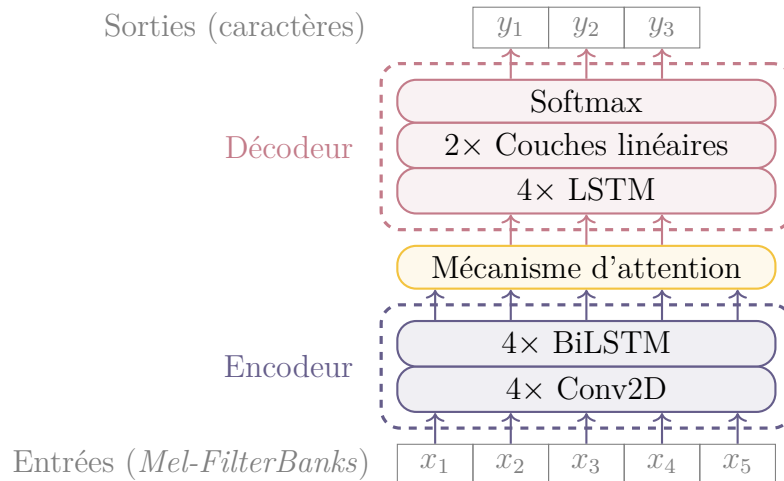 Sorties (caractères) y1 y2 y3
Softmax
Décodeur 2× Couches linéaires
4× LSTM
Mécanisme d'attention
4× BiLSTM
Encodeur
4× Conv2D
Entrées (Mel-FilterBanks) x1 x2 x3 x4 x5